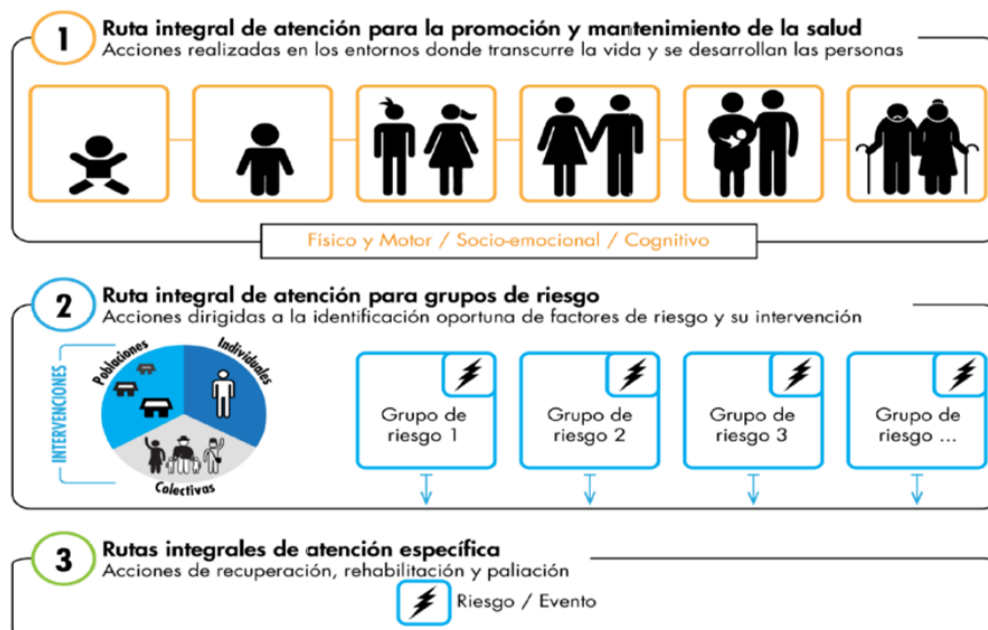 1
Ruta integral de atención para la promoción y mantenimiento de la salud
Acciones realizadas en los entornos donde transcurre la vida y se desarrollan las personas
Físico y Motor / Socio-emocional / Cognitivo
2
Ruta integral de atención para grupos de riesgo
Acciones dirigidas a la identificación oportuna de factores de riesgo y su intervención
INTERVENCIONES
Poblaciones
Individuales
Colectivas
Grupo de
riesgo 1
Grupo de
riesgo 2
Grupo de
riesgo 3
Grupo de
riesgo ...
3
Rutas integrales de atención específica
Acciones de recuperación, rehabilitación y paliación
Riesgo / Evento